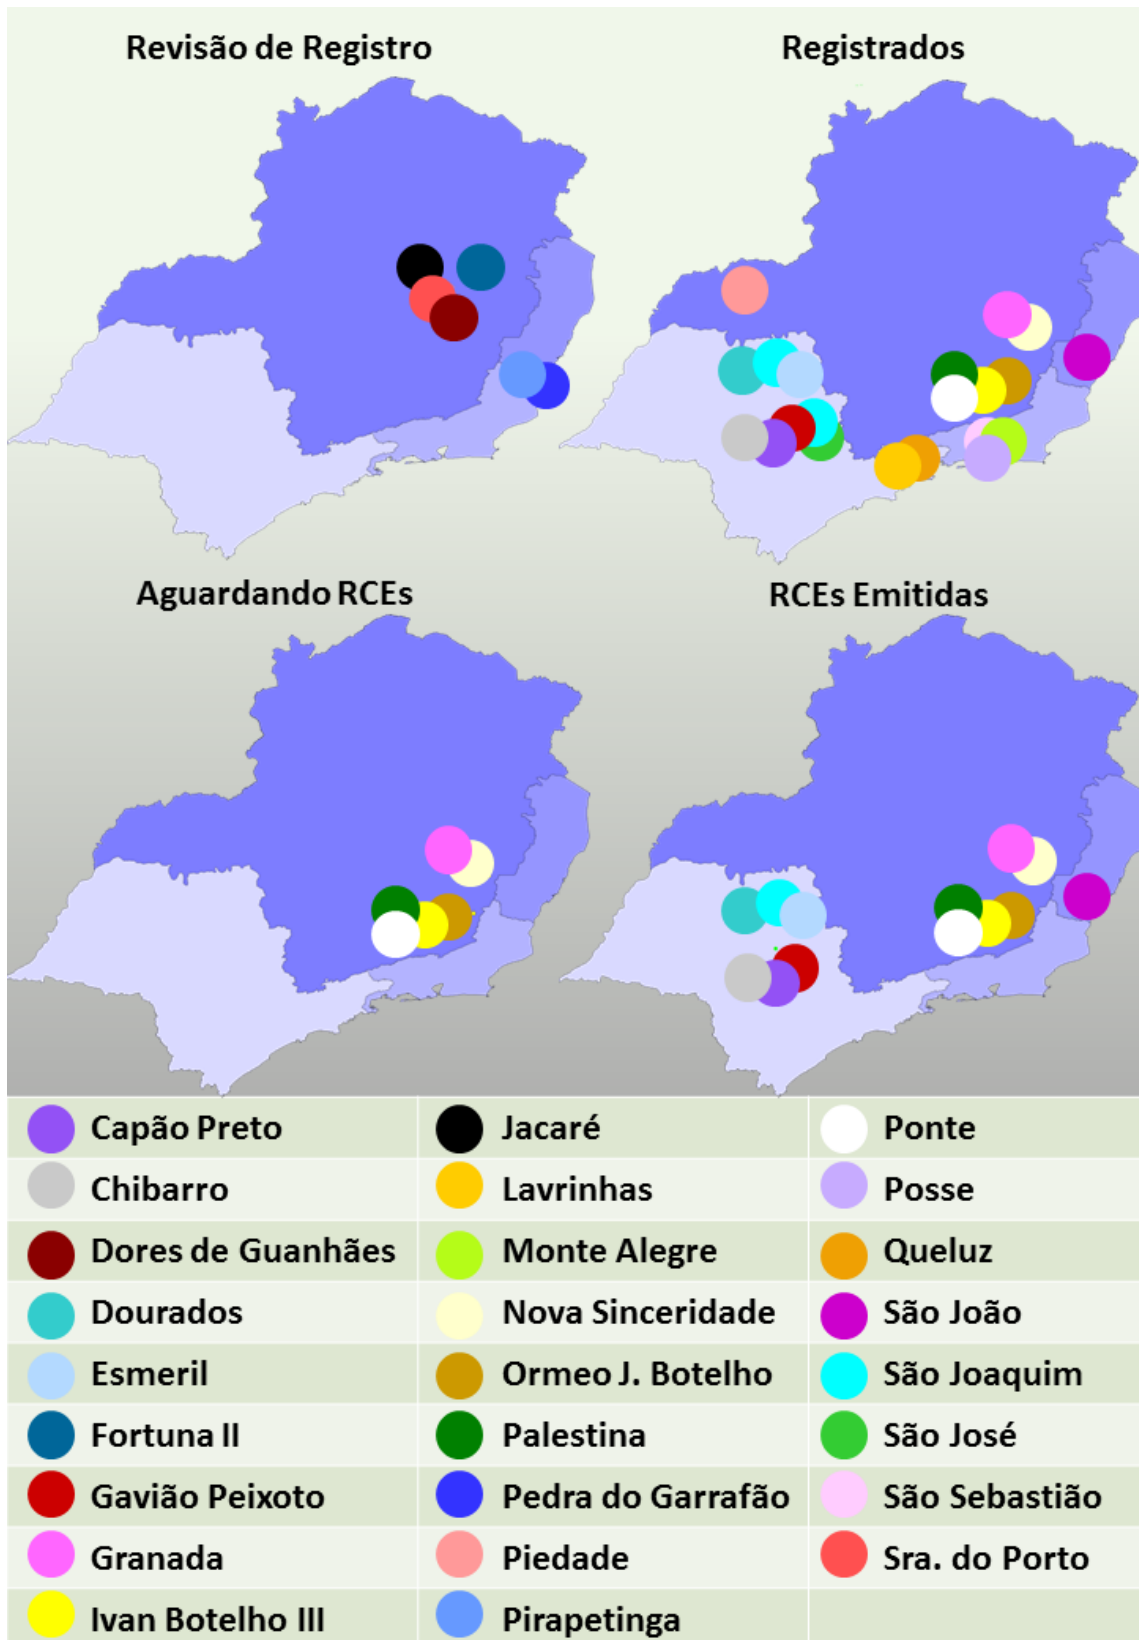 Revisão de Registro
Registrados
Aguardando RCEs
RCEs Emitidas
Capão Preto
Jacaré
Ponte
Chibarro
Lavrinhas
Posse
Dores de Guanhães
Monte Alegre
Queluz
Dourados
Nova Sinceridade
São João
Esmeril
Ormeo J. Botelho
São Joaquim
Fortuna II
Palestina
São José
Gavião Peixoto
Pedra do Garrafão
São Sebastião
Granada
Piedade
Sra. do Porto
Ivan Botelho III
Pirapetinga